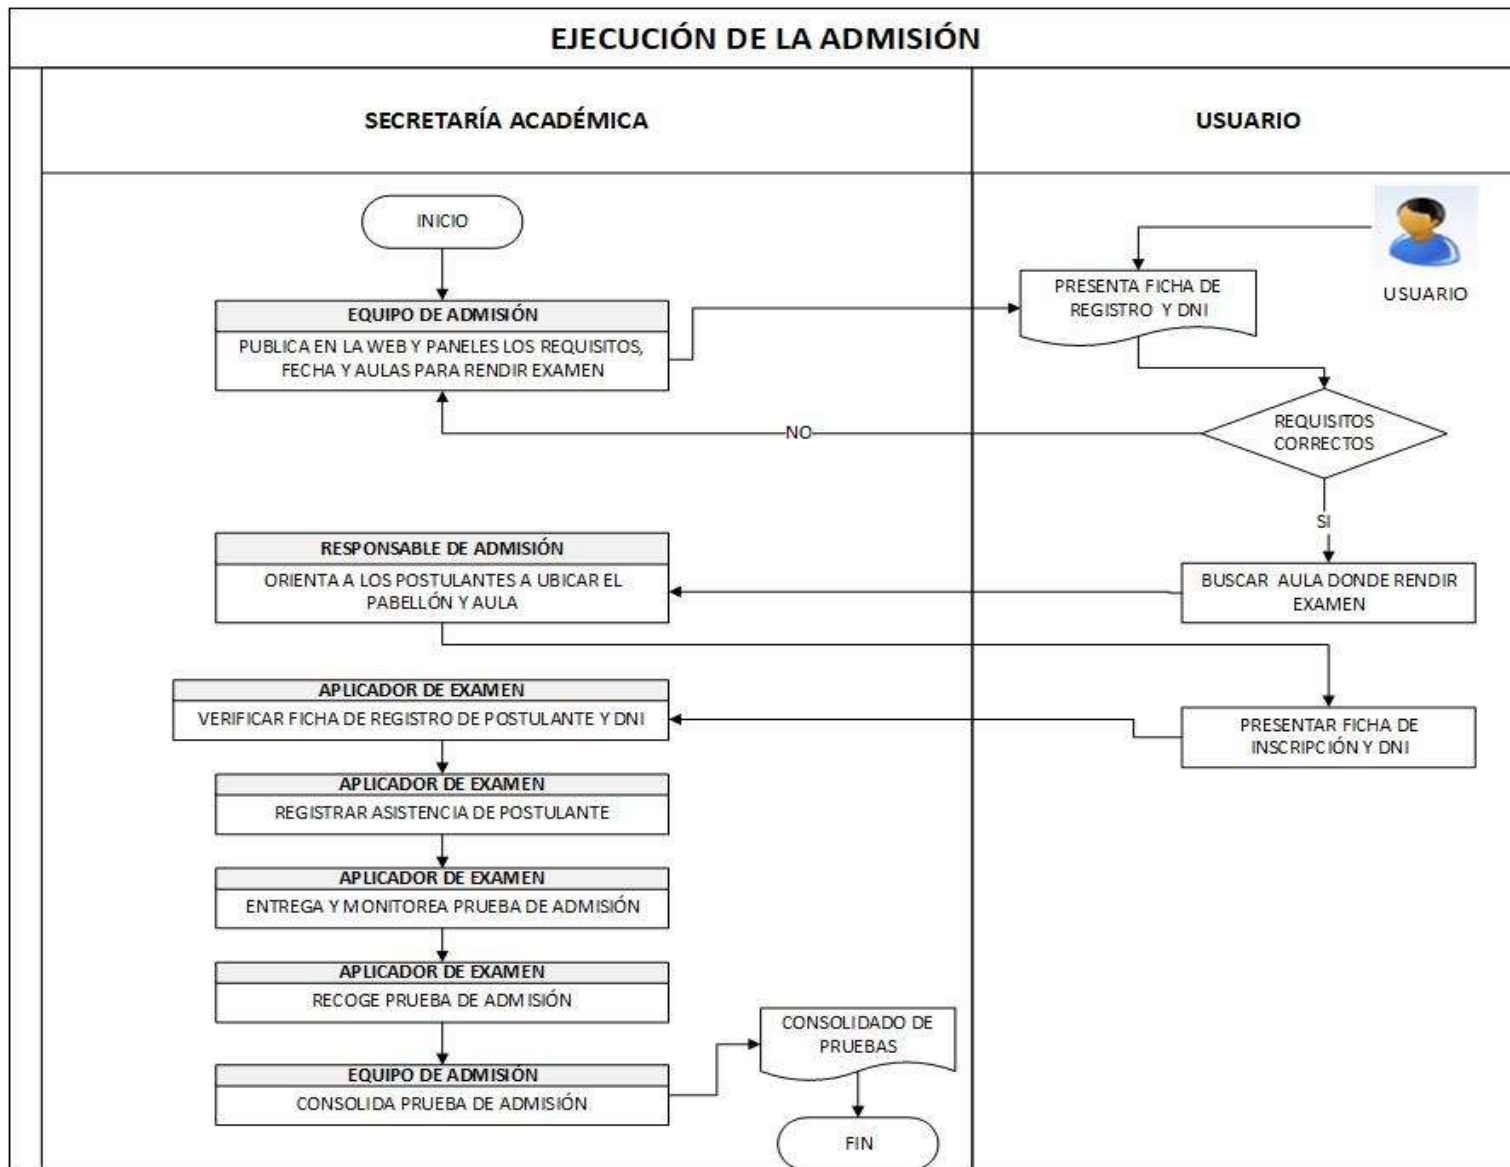 EJECUCIÓN DE LA ADMISIÓN
SECRETARÍA ACADÉMICA
USUARIO
INICIO
USUARIO
EQUIPO DE ADMISIÓN
PUBLICA EN LA WEB Y PANELES LOS REQUISITOS,
FECHA Y AULAS PARA RENDIR EXAMEN
PRESENTA FICHA DE
REGISTRO Y DNI
REQUISITOS
CORRECTOS
NO
SI
BUSCAR AULA DONDE RENDIR
EXAMEN
RESPONSABLE DE ADMISIÓN
ORIENTA A LOS POSTULANTES A UBICAR EL
PABELLÓN Y AULA
PRESENTAR FICHA DE
INSCRIPCIÓN Y DNI
APLICADOR DE EXAMEN
VERIFICAR FICHA DE REGISTRO DE POSTULANTE Y DNI
APLICADOR DE EXAMEN
REGISTRAR ASISTENCIA DE POSTULANTE
APLICADOR DE EXAMEN
ENTREGA Y MONITOREA PRUEBA DE ADMISIÓN
APLICADOR DE EXAMEN
RECOGE PRUEBA DE ADMISIÓN
EQUIPO DE ADMISIÓN
CONSOLIDA PRUEBA DE ADMISIÓN
CONSOLIDADO DE
PRUEBAS
FIN